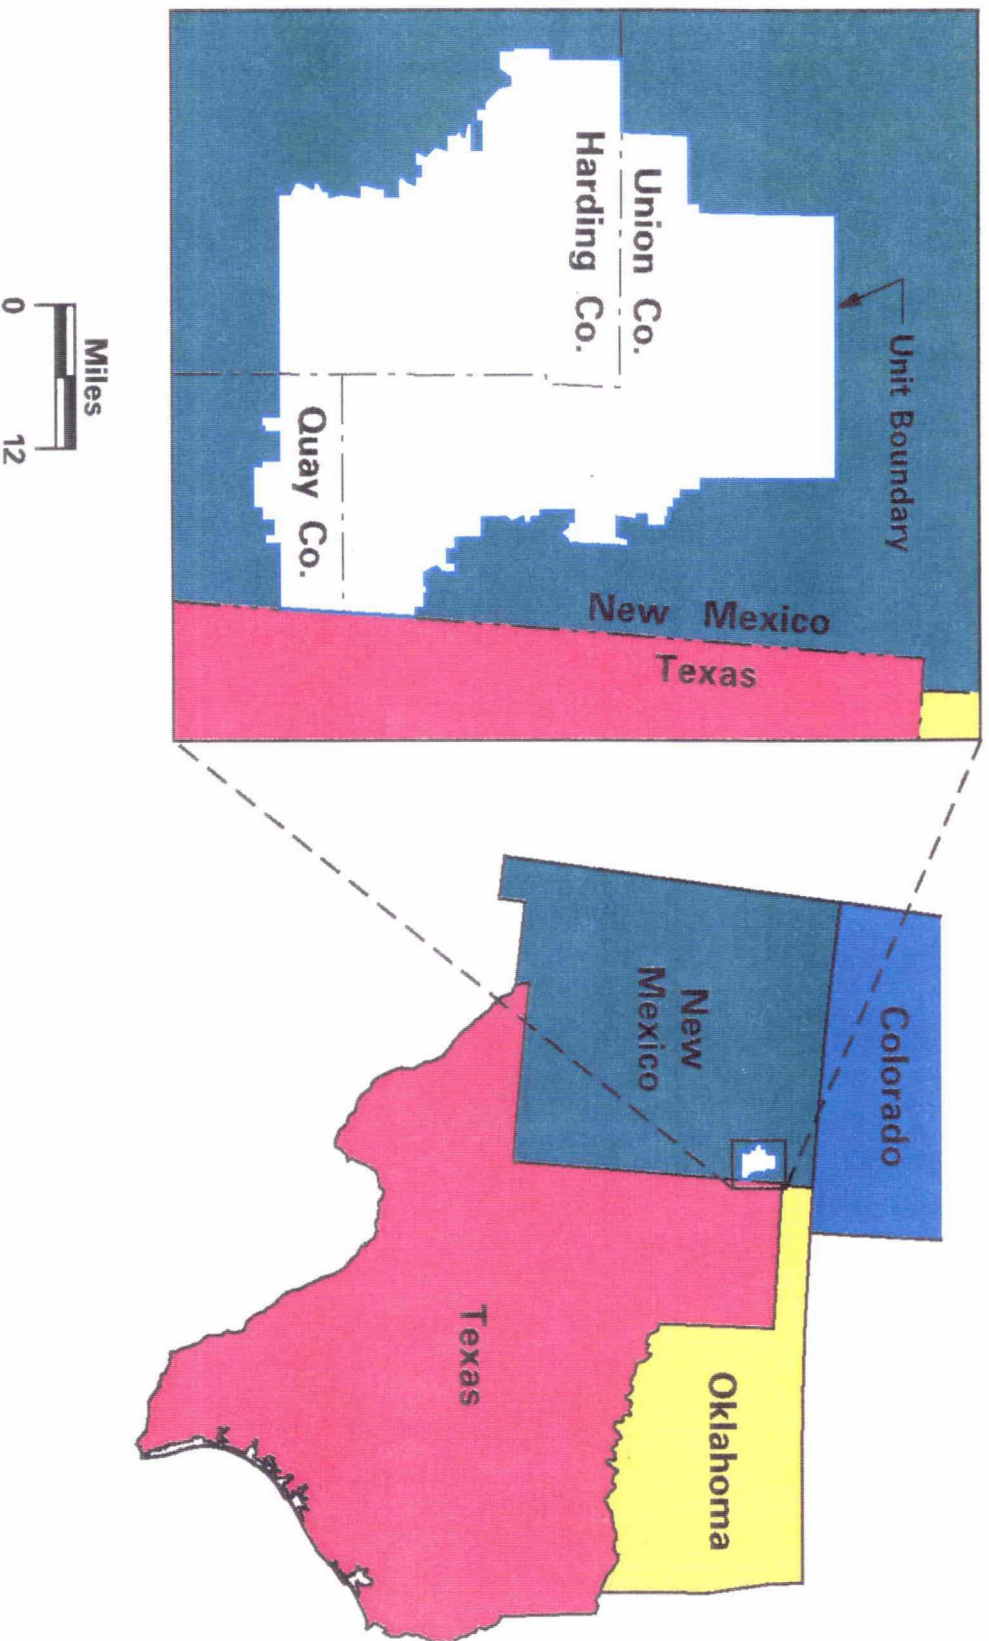 Unit Boundary
Union Co.
Harding Co.
Quay Co.
New Mexico
Texas
Miles
0 12
Colorado
New
Mexico
Oklahoma
Texas